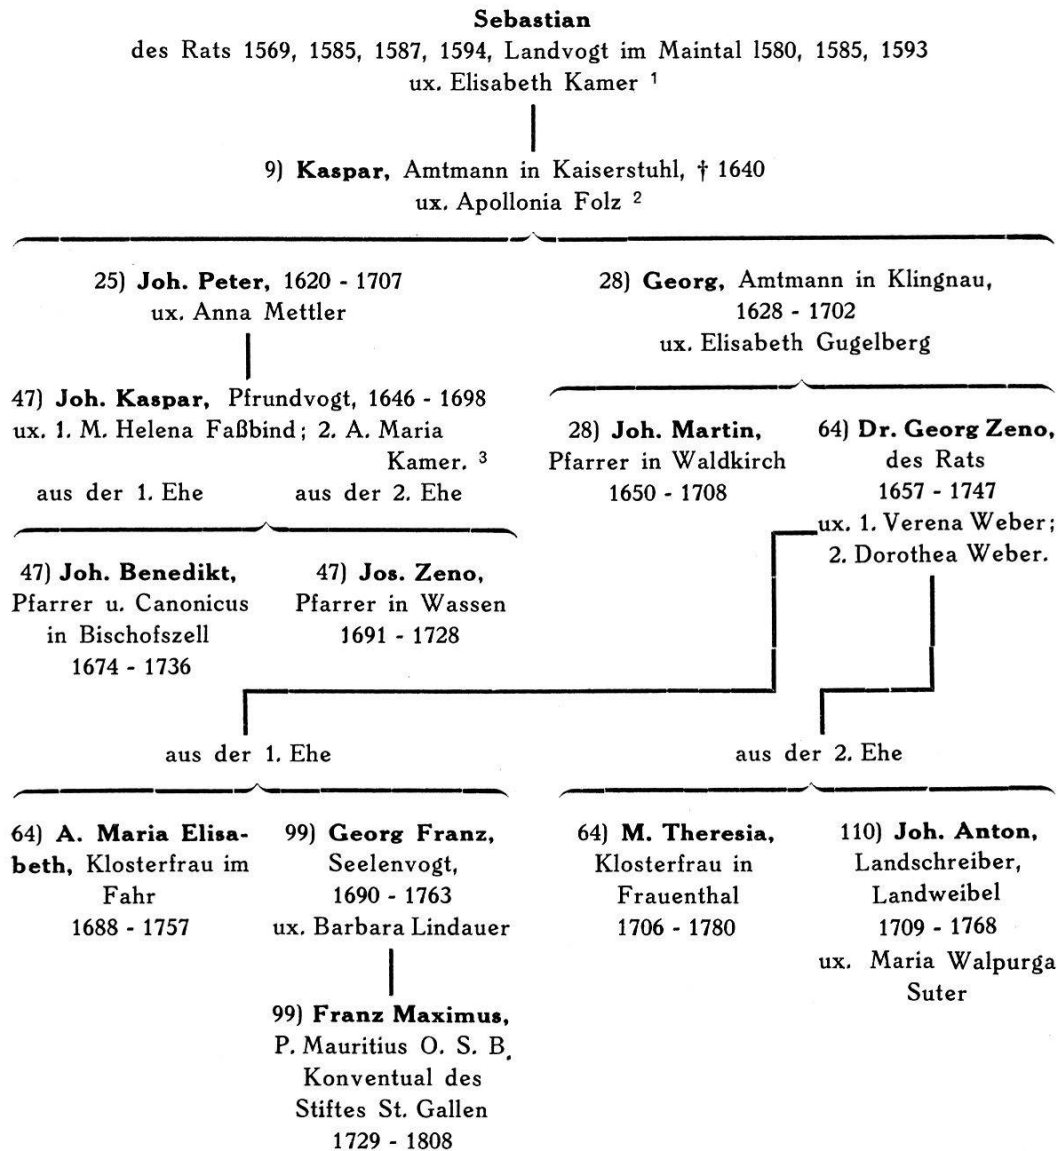 Sebastian
des Rats 1569, 1585, 1587, 1594, Landvogt im Maintal l580, 1585, 1593
ux. Elisabeth Kamer ¹
9) Kaspar, Amtmann in Kaiserstuhl, † 1640
ux. Apollonia Folz ²
25) Joh. Peter, 1620 - 1707
ux. Anna Mettler
28) Georg, Amtmann in Klingnau,
1628 - 1702
ux. Elisabeth Gugelberg
47) Joh. Kaspar, Pfrundvogt, 1646 - 1698
ux. 1. M. Helena Faßbind; 2. A. Maria
Kamer. ³
aus der 1. Ehe
aus der 2. Ehe
28) Joh. Martin,
Pfarrer in Waldkirch
1650 - 1708
64) Dr. Georg Zeno,
des Rats
1657 - 1747
ux. 1. Verena Weber;
2. Dorothea Weber.
47) Joh. Benedikt,
Pfarrer u. Canonicus
in Bischofszell
1674 - 1736
47) Jos. Zeno,
Pfarrer in Wassen
1691 - 1728
aus der 1. Ehe
aus der 2. Ehe
64) A. Maria Elisa-
beth, Klosterfrau im
Fahr
1688 - 1757
99) Georg Franz,
Seelenvogt,
1690 - 1763
ux. Barbara Lindauer
64) M. Theresia,
Klosterfrau in
Frauenthal
1706 - 1780
110) Joh. Anton,
Landschreiber,
Landweibel
1709 - 1768
ux. Maria Walpurga
Suter
99) Franz Maximus,
P. Mauritius O. S. B.
Konventual des
Stiftes St. Gallen
1729 - 1808